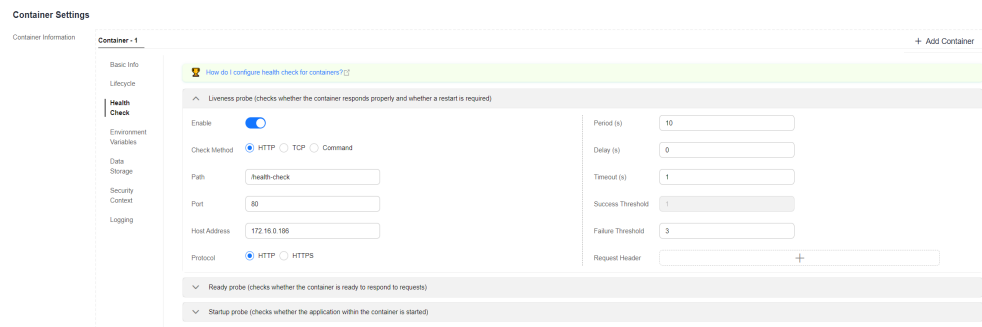 Container Settings
Container Information
Container - 1
+ Add Container
Basic Info
Lifecycle
Health
Check
Environment
Variables
Data
Storage
Security
Context
Logging
How do I configure health check for containers?
Liveness probe (checks whether the container responds properly and whether a restart is required)
Enable
Check Method HTTP TCP Command
Path /health-check
Port 80
Host Address 172.16.0.186
Protocol HTTP HTTPS
Period (s) 10
Delay (s) 0
Timeout (s) 1
Success Threshold 1
Failure Threshold 3
Request Header +
Ready probe (checks whether the container is ready to respond to requests)
Startup probe (checks whether the application within the container is started)